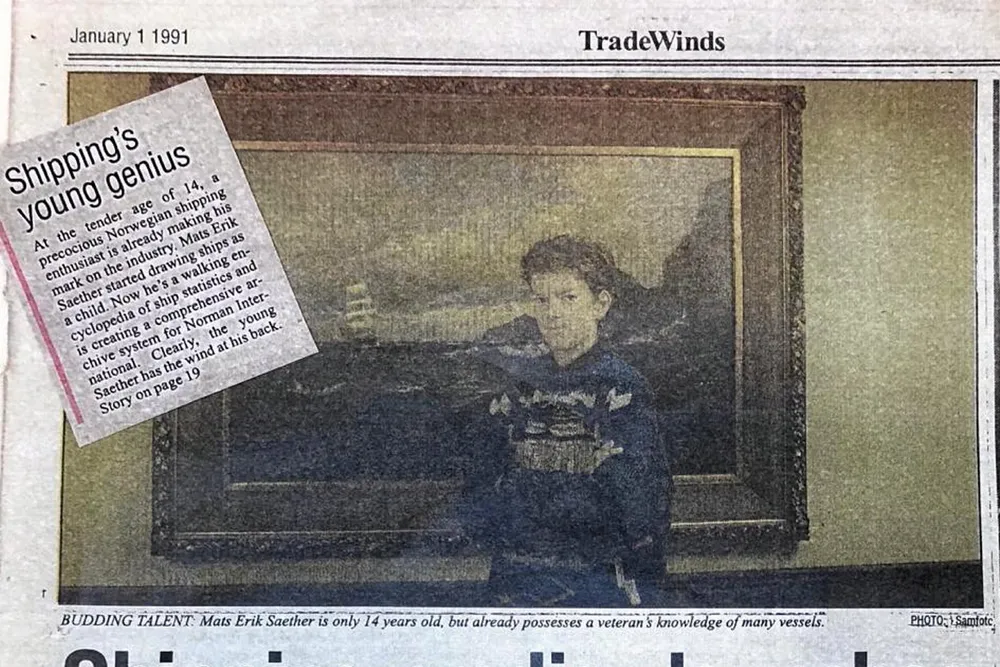 January 1 1991
TradeWinds
Shipping's
young genius
At the tender age of 14, a
precocious Norwegian shipping
enthusiast is already making his
mark on the industry. Mats Erik
Saether started drawing ships as
a child. Now he's a walking en-
cyclopedia of ship statistics and
is creating a comprehensive ar-
chive system for Norman Inter-
national. Clearly, the young
Saether has the wind at his back.
Story on page 19
BUDDING TALENT: Mats Erik Saether is only 14 years old, but already possesses a veteran's knowledge of many vessels.
PHOTO: Samfoto